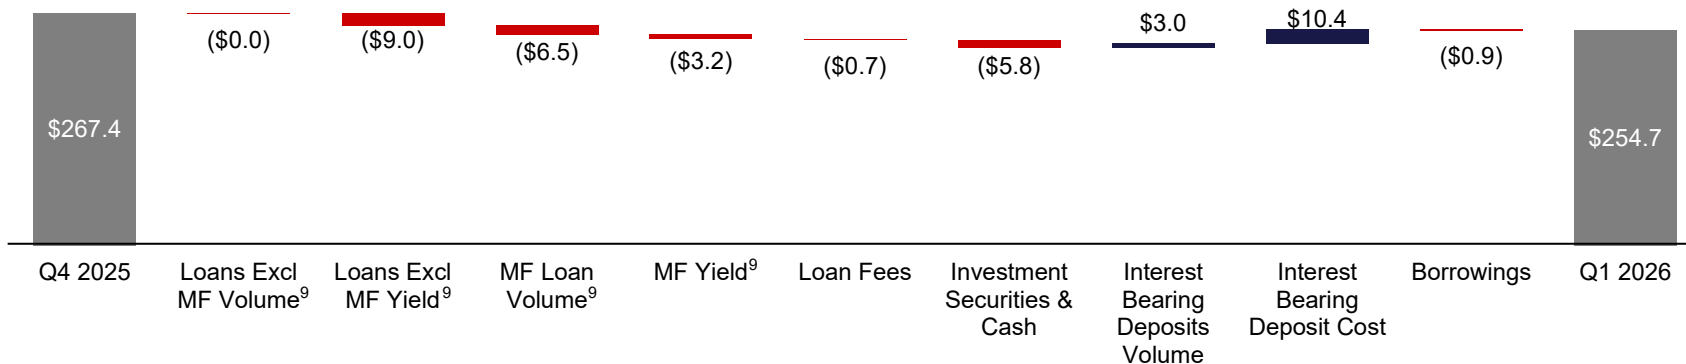 $267.4
($0.0)
($9.0)
($6.5)
($3.2)
($0.7)
($5.8)
$3.0
$10.4
($0.9)
$254.7
Q4 2025
Loans Excl
MF Volume⁹
Loans Excl
MF Yield⁹
MF Loan
Volume⁹
MF Yield⁹
Loan Fees
Investment
Securities &
Cash
Interest
Bearing
Deposits
Volume
Interest
Bearing
Deposit Cost
Borrowings
Q1 2026